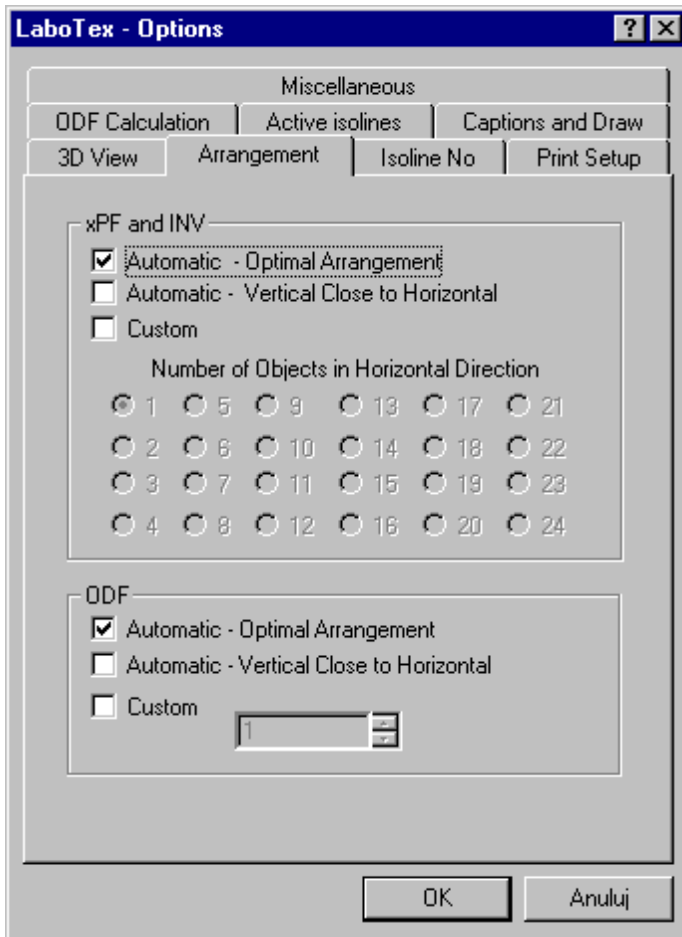 LaboTex - Options
Miscellaneous
ODF Calculation Active isolines Captions and Draw
3D View Arrangement Isoline No Print Setup
xPF and INV
Automatic - Optimal Arrangement
Automatic - Vertical Close to Horizontal
Custom
Number of Objects in Horizontal Direction
1 5 9 13 17 21
2 6 10 14 18 22
3 7 11 15 19 23
4 8 12 16 20 24
ODF
Automatic - Optimal Arrangement
Automatic - Vertical Close to Horizontal
Custom
1
OK Anuluj